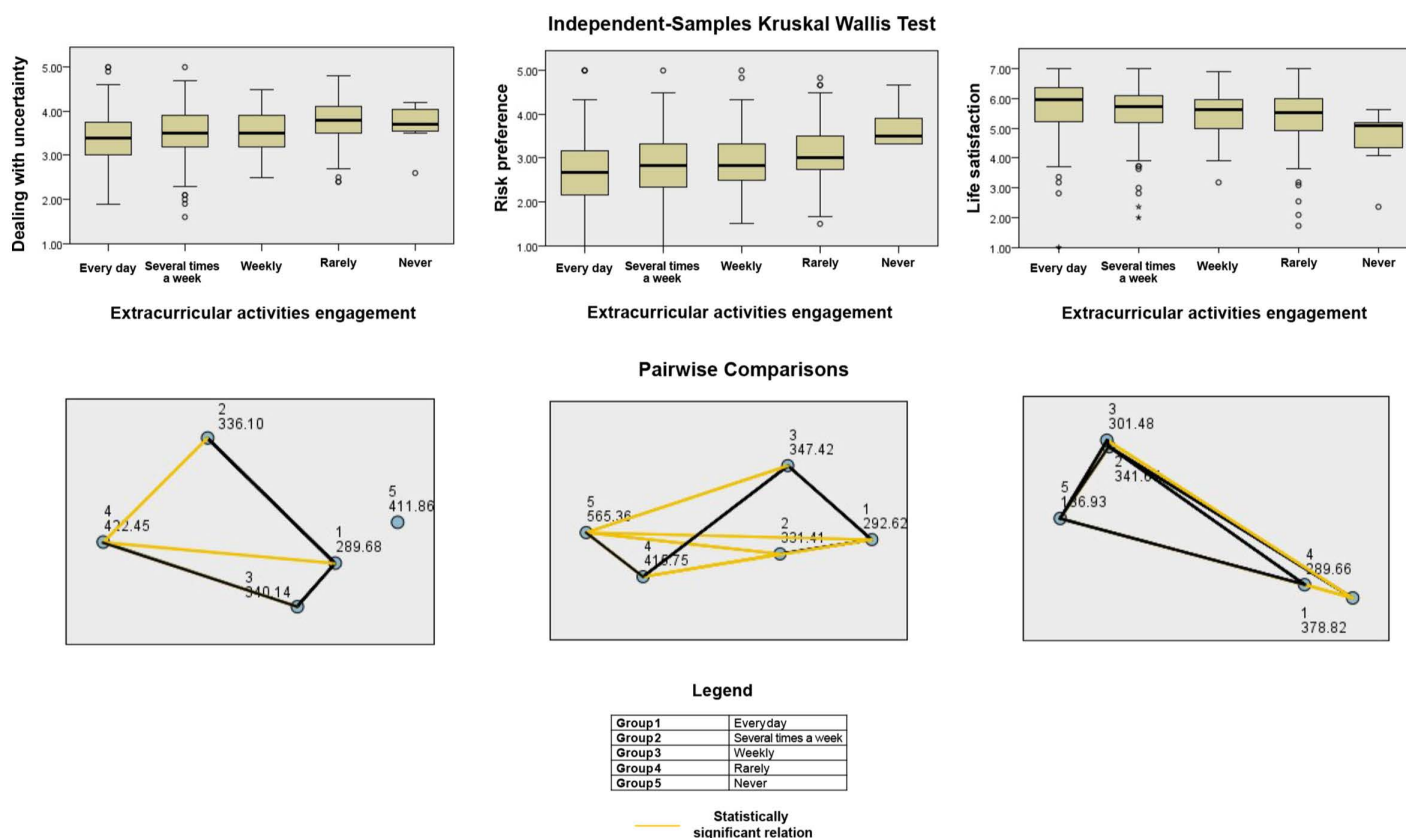 Independent-Samples Kruskal Wallis Test
Dealing with uncertainty
5.00
4.00
3.00
2.00
1.00
Every day
Several times
a week
Weekly
Rarely
Never
Extracurricular activities engagement
Risk preference
5.00
4.00
3.00
2.00
1.00
Every day
Several times
a week
Weekly
Rarely
Never
Extracurricular activities engagement
Life satisfaction
7.00
6.00
5.00
4.00
3.00
2.00
1.00
Every day
Several times
a week
Weekly
Rarely
Never
Extracurricular activities engagement
Pairwise Comparisons
2
336.10
5
411.86
4
422.45
1
289.68
3
340.14
3
347.42
5
565.36
1
292.62
2
331.41
4
415.75
3
301.48
2
5
4
289.66
1
378.82
Legend
Group1 Everyday
Group2 Several times a week
Group3 Weekly
Group4 Rarely
Group5 Never
Statistically
significant relation